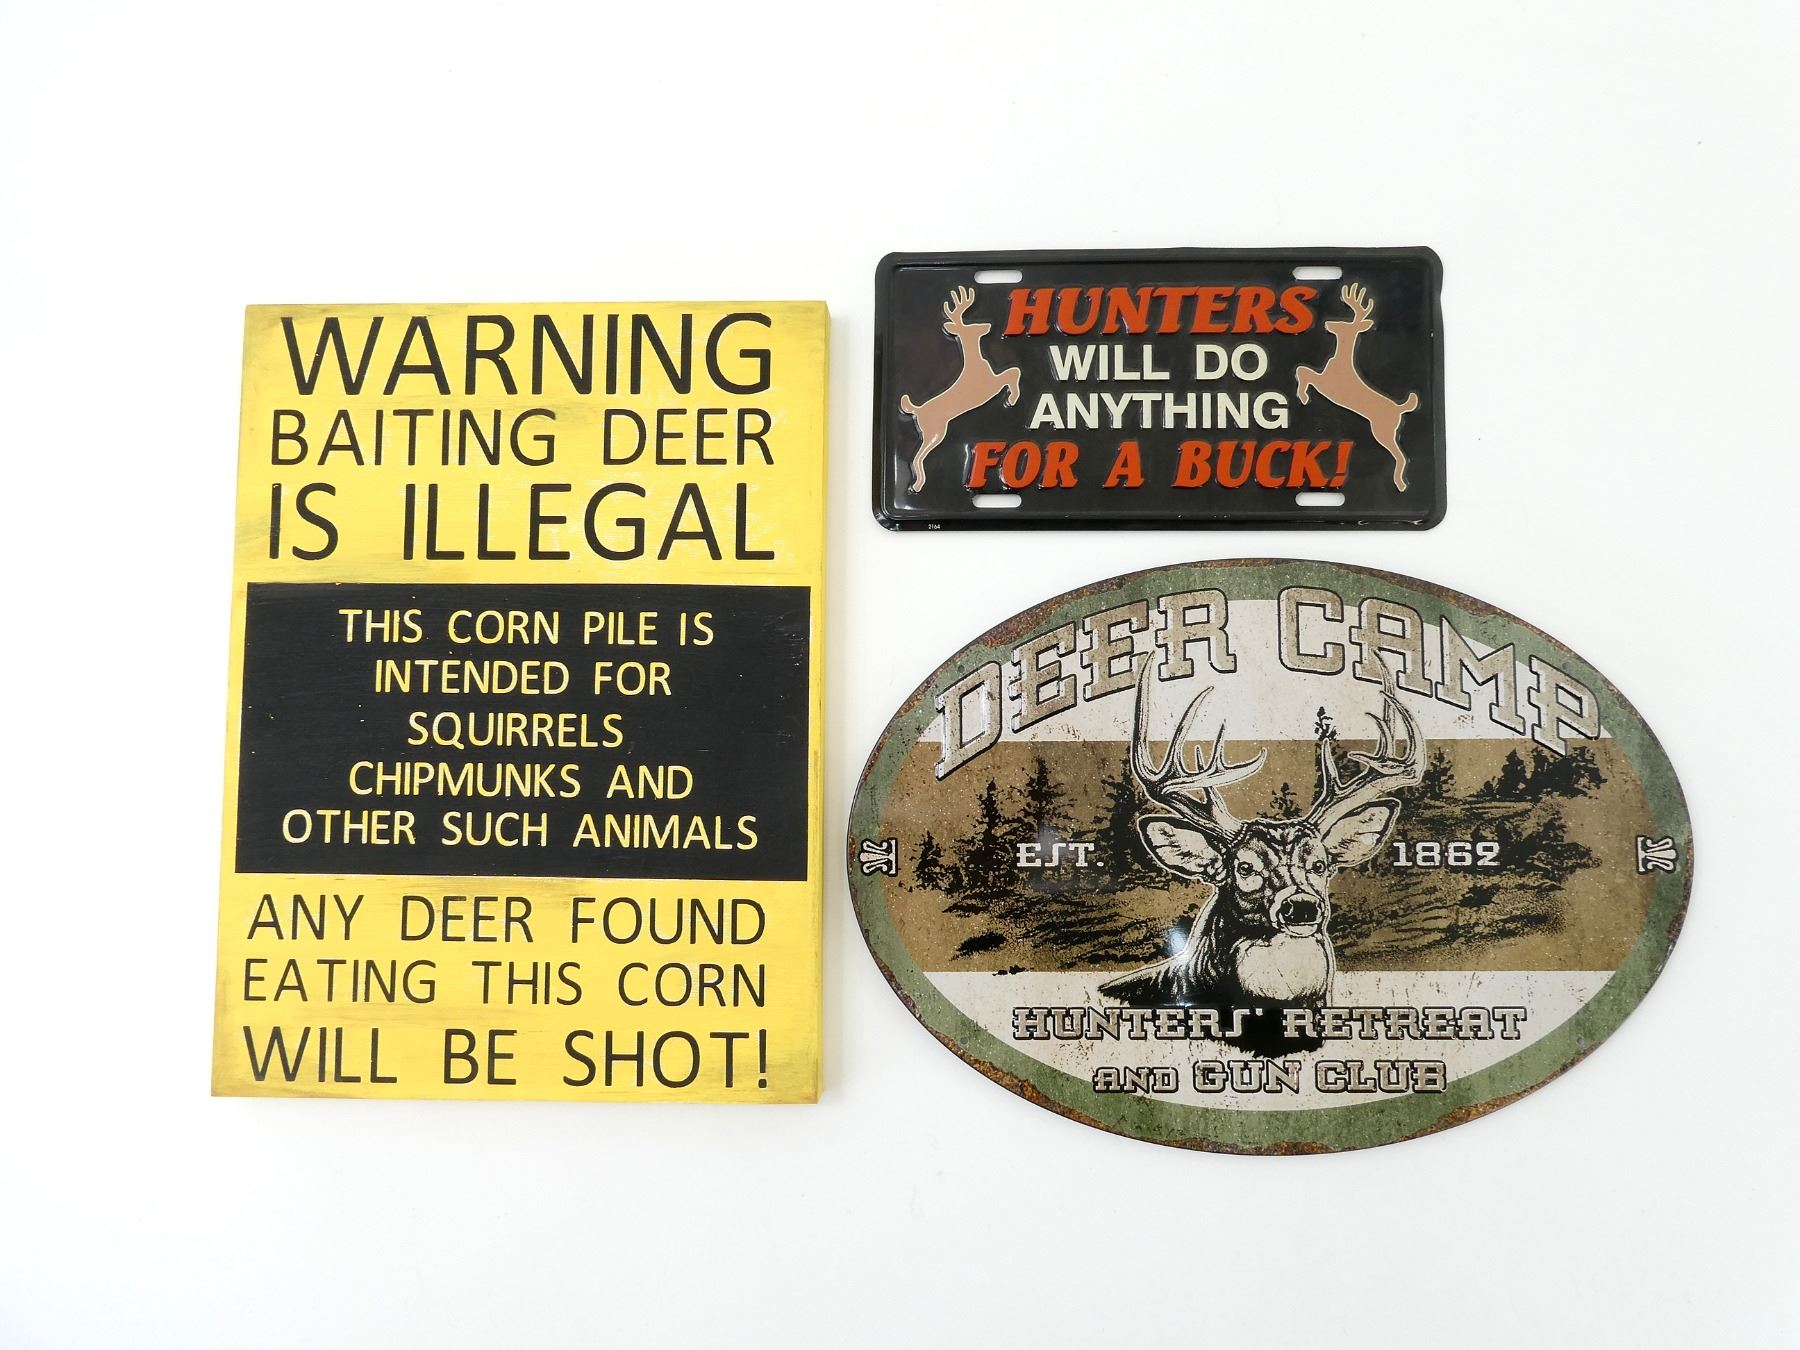 WARNING
BAITING DEER
IS ILLEGAL
THIS CORN PILE IS
INTENDED FOR
SQUIRRELS
CHIPMUNKS AND
OTHER SUCH ANIMALS
ANY DEER FOUND
EATING THIS CORN
WILL BE SHOT!
HUNTERS
WILL DO
ANYTHING
FOR A BUCK!
2164
DEER CAMP
EST. 1862
HUNTERS' RETREAT
AND GUN CLUB